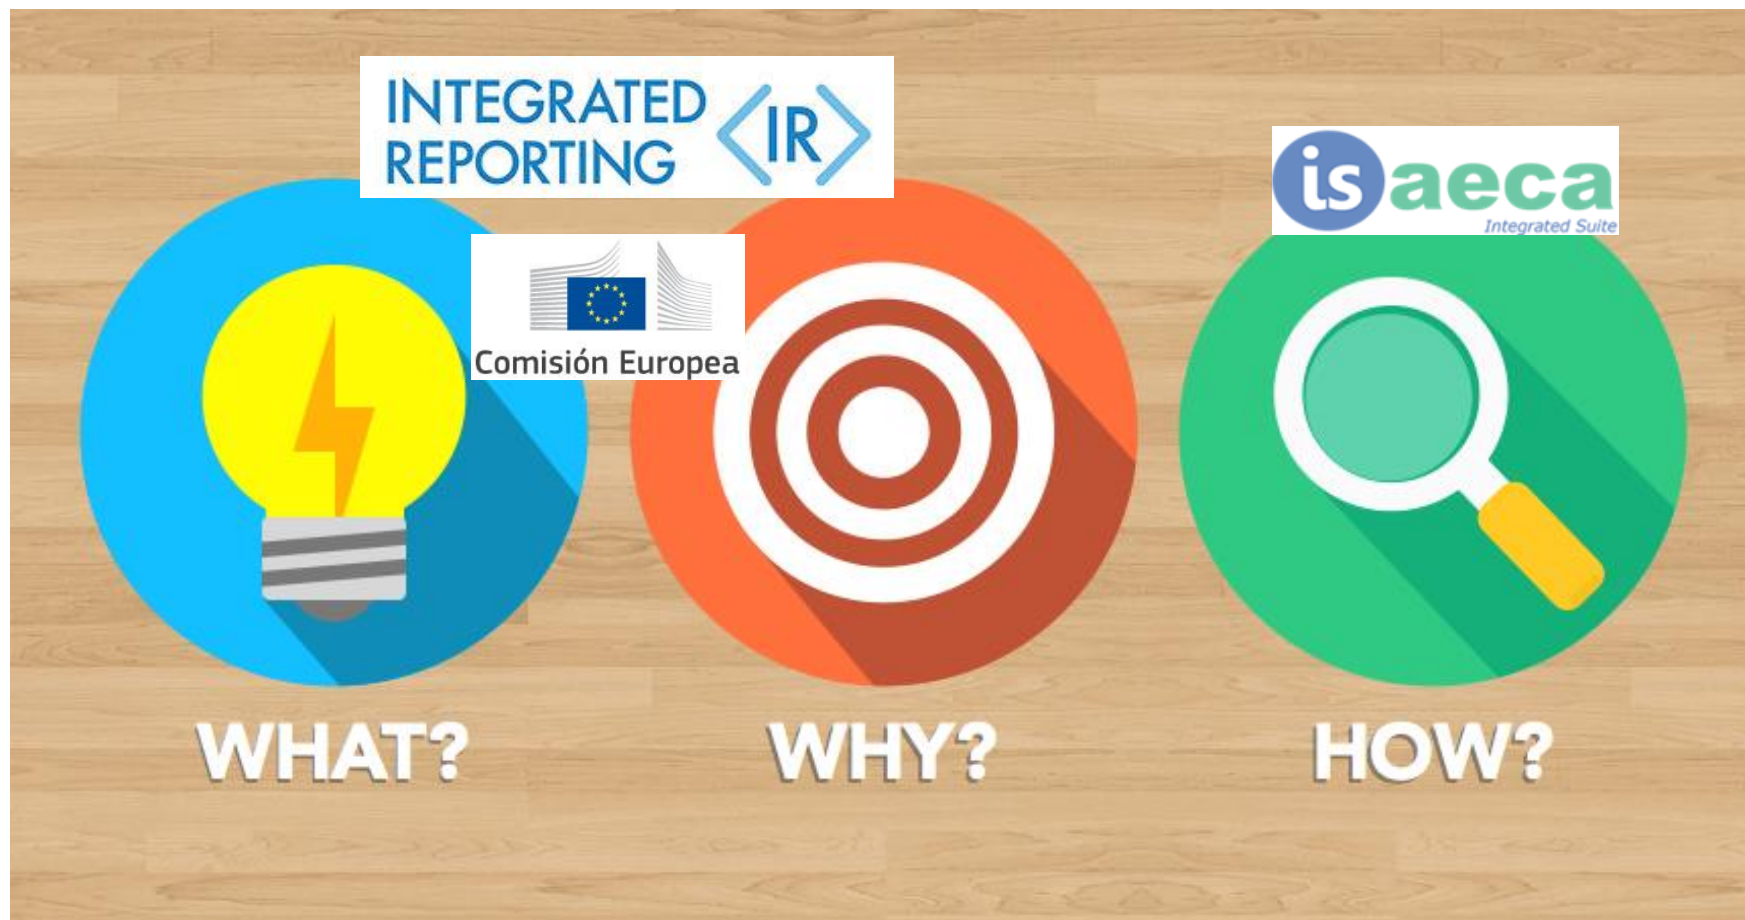 INTEGRATED
REPORTING
<IR>
is aeca
Integrated Suite
Comisión Europea
WHAT?
WHY?
HOW?